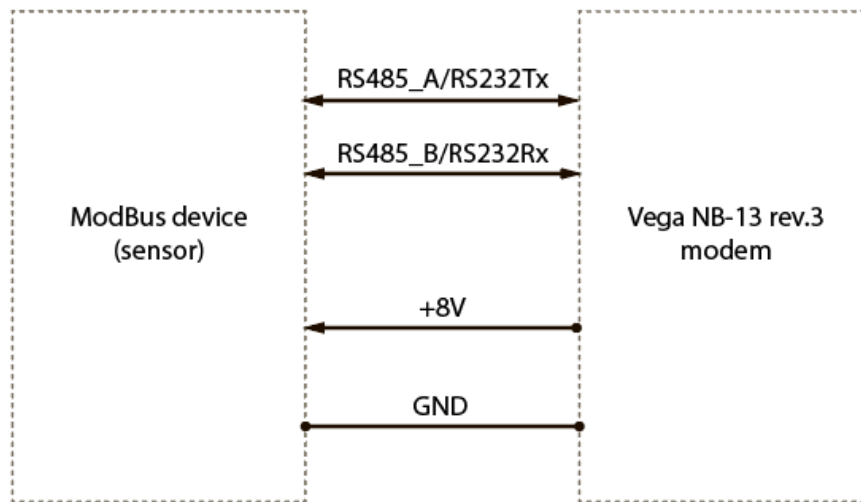 RS485_A/RS232Tx
RS485_B/RS232Rx
ModBus device
(sensor)
Vega NB-13 rev.3
modem
+8V
GND